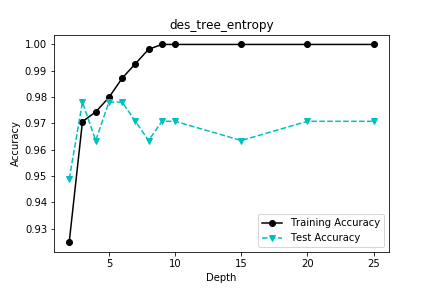 des_tree_entropy
1.00
0.99
0.98
0.97
0.96
0.95
0.94
0.93
Accuracy
5
10
15
20
25
Depth
Training Accuracy
Test Accuracy